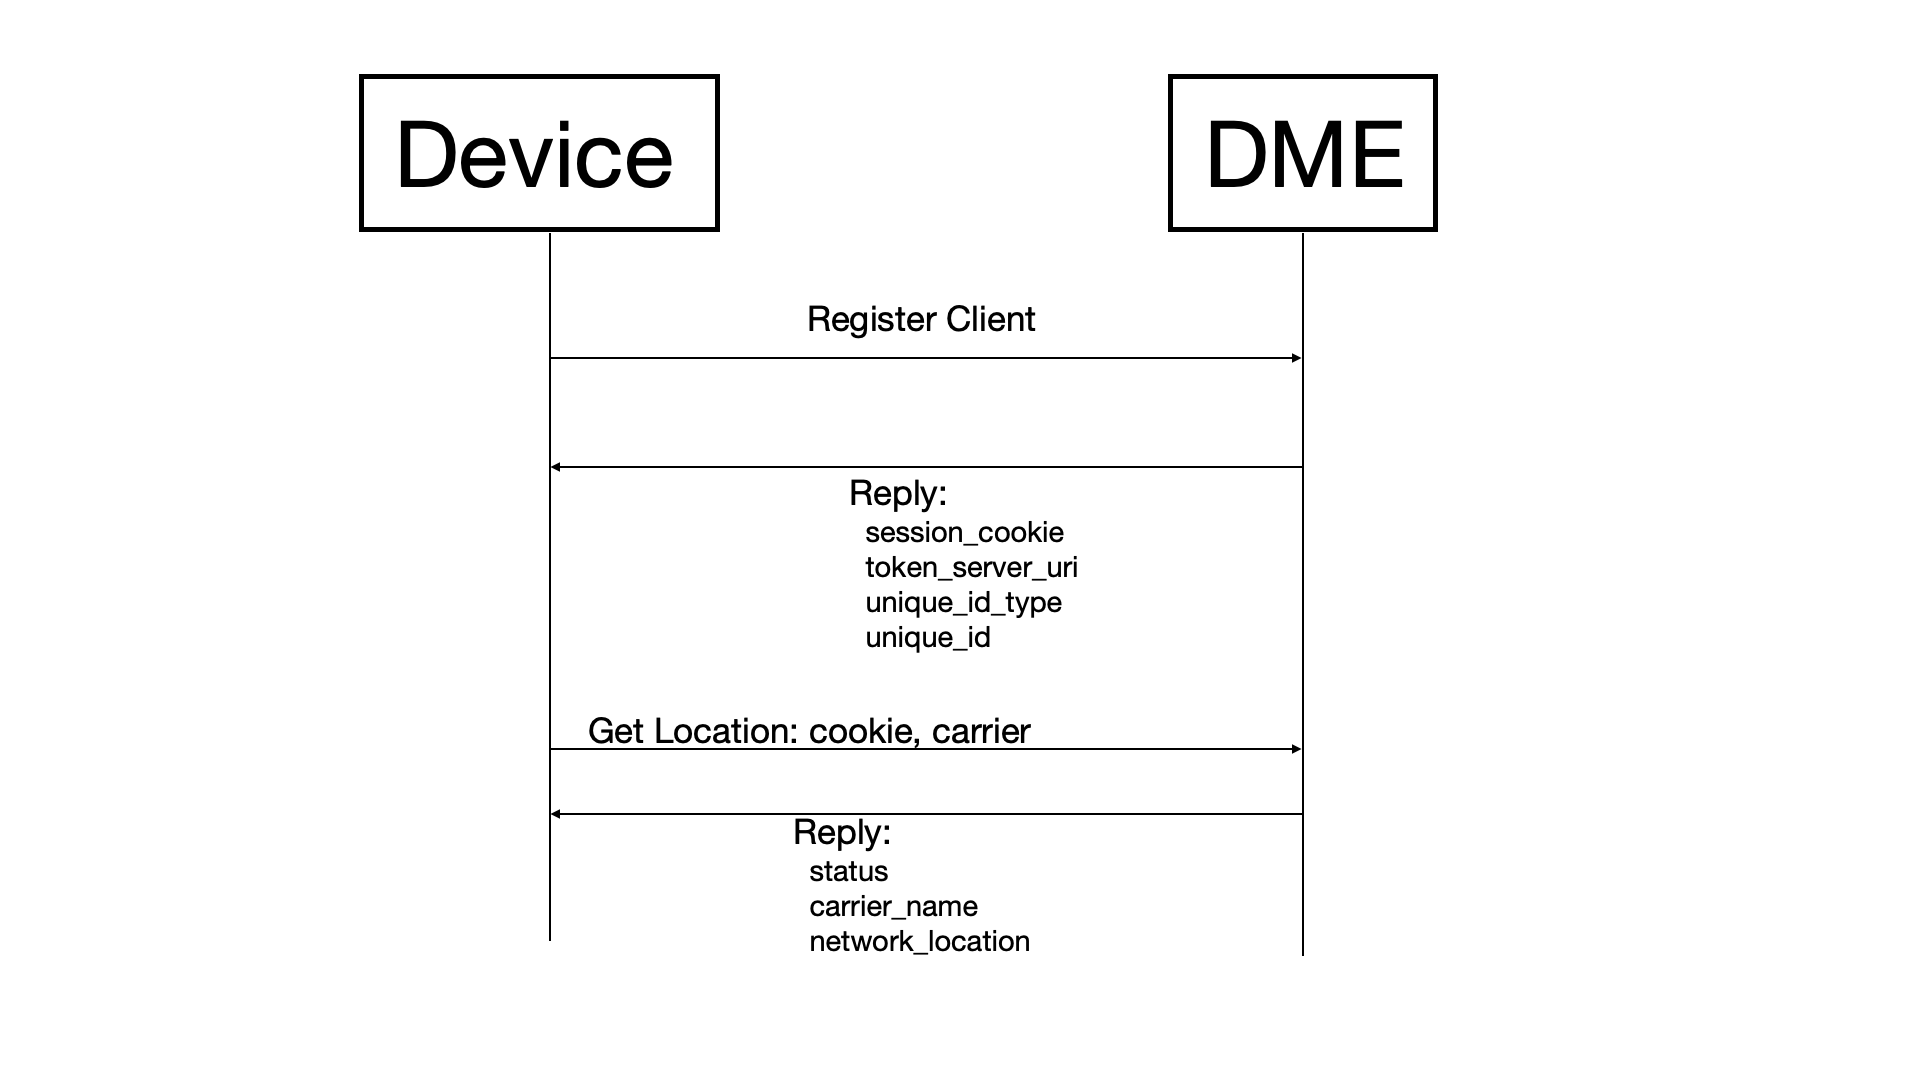 Device
DME
Register Client
Reply:
session_cookie
token_server_uri
unique_id_type
unique_id
Get Location: cookie, carrier
Reply:
status
carrier_name
network_location